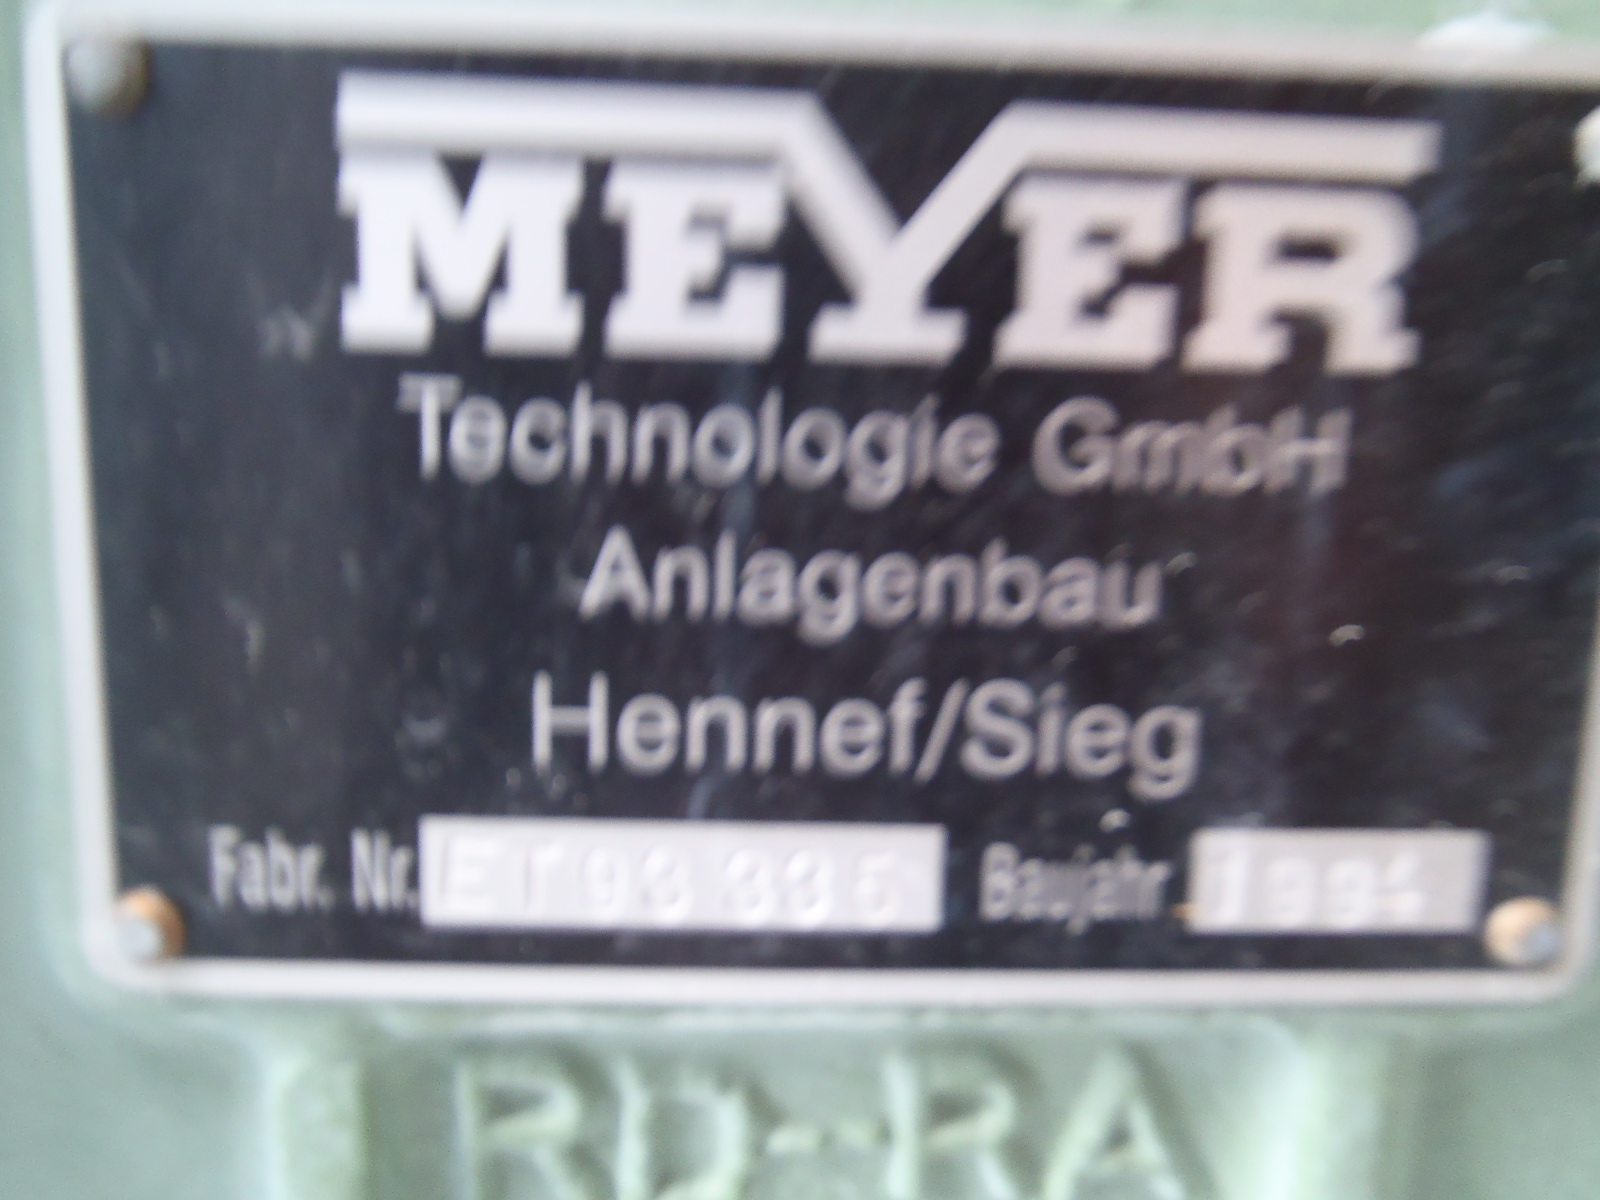 MEYER
Technologie GmbH
Anlagenbau
Hennef/Sieg
Fabr. Nr. Baujahr
RD-RA